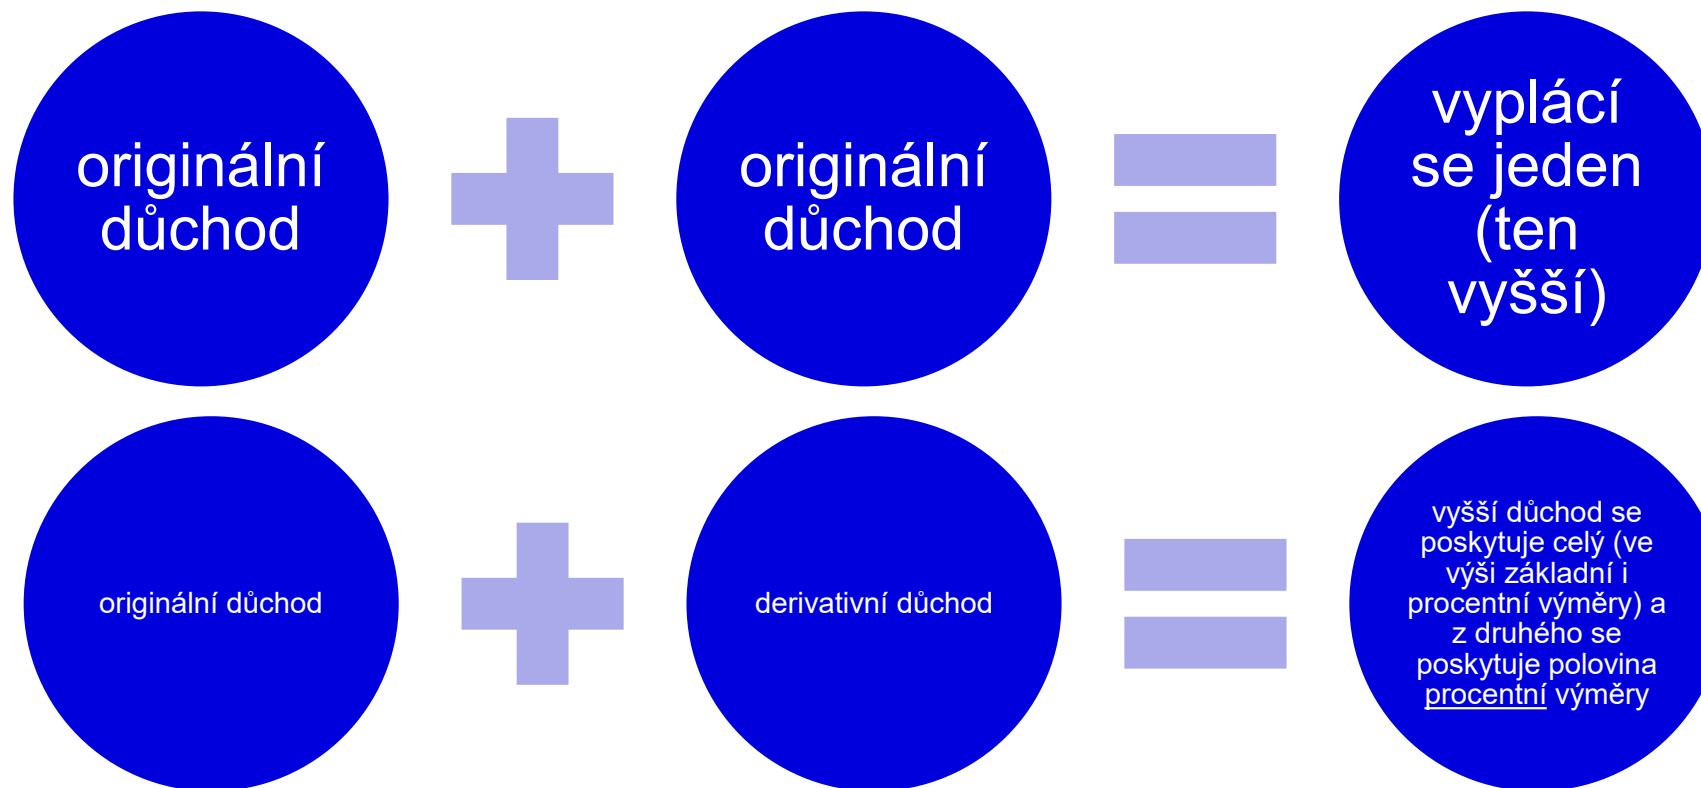 originální
důchod
originální
důchod
vyplácí
se jeden
(ten
vyšší)
originální důchod
derivativní důchod
vyšší důchod se
poskytuje celý (ve
výši základní i
procentní výměry) a
z druhého se
poskytuje polovina
procentní výměry